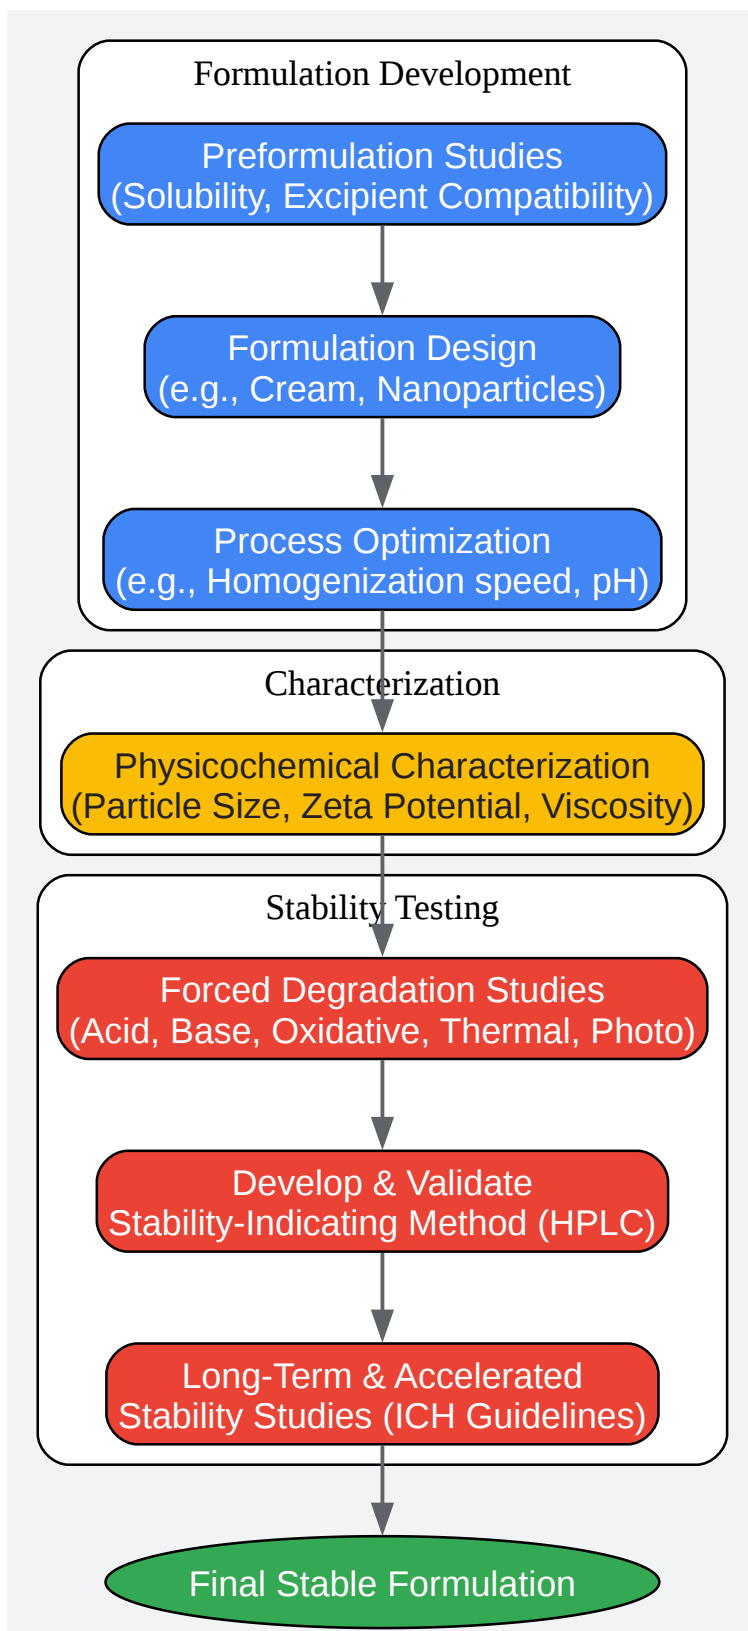 Formulation Development
Preformulation Studies
(Solubility, Excipient Compatibility)
Formulation Design
(e.g., Cream, Nanoparticles)
Process Optimization
(e.g., Homogenization speed, pH)
Characterization
Physicochemical Characterization
(Particle Size, Zeta Potential, Viscosity)
Stability Testing
Forced Degradation Studies
(Acid, Base, Oxidative, Thermal, Photo)
Develop & Validate
Stability-Indicating Method (HPLC)
Long-Term & Accelerated
Stability Studies (ICH Guidelines)
Final Stable Formulation